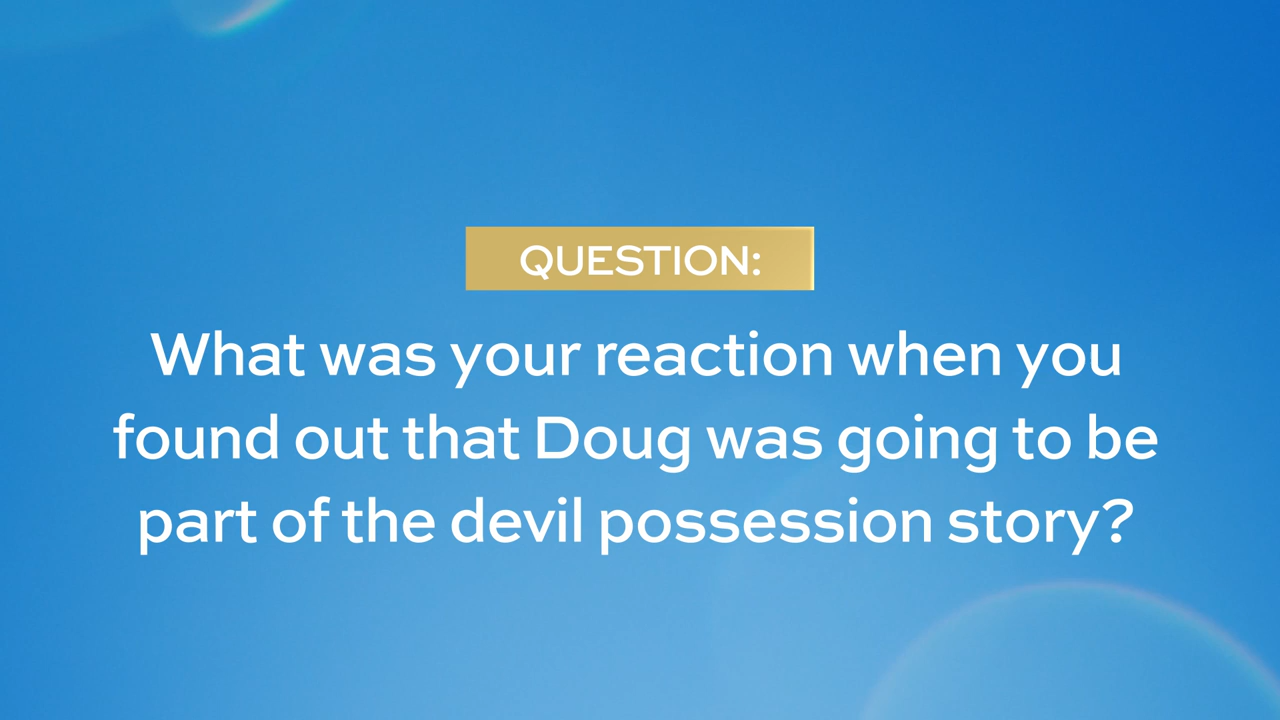 QUESTION:
What was your reaction when you
found out that Doug was going to be
part of the devil possession story?